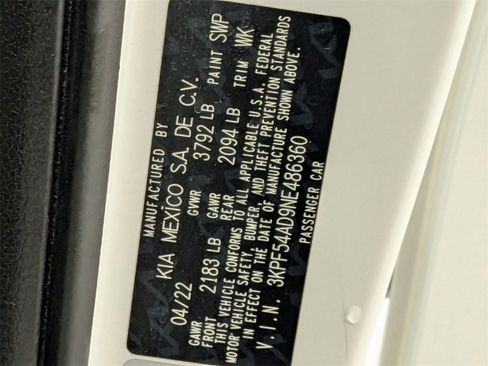 MANUFACTURED BY
KIA MEXICO S.A. DE C.V.
04/22 GVWR 3792 LB PAINT SWP
GAWR FRONT 2183 LB GAWR REAR 2094 LB TRIM WK
THIS VEHICLE CONFORMS TO ALL APPLICABLE U.S.A. FEDERAL
MOTOR VEHICLE SAFETY, BUMPER, AND THEFT PREVENTION STANDARDS
IN EFFECT ON THE DATE OF MANUFACTURE SHOWN ABOVE.
V.I.N. 3KPF54AD9NE486360
PASSENGER CAR